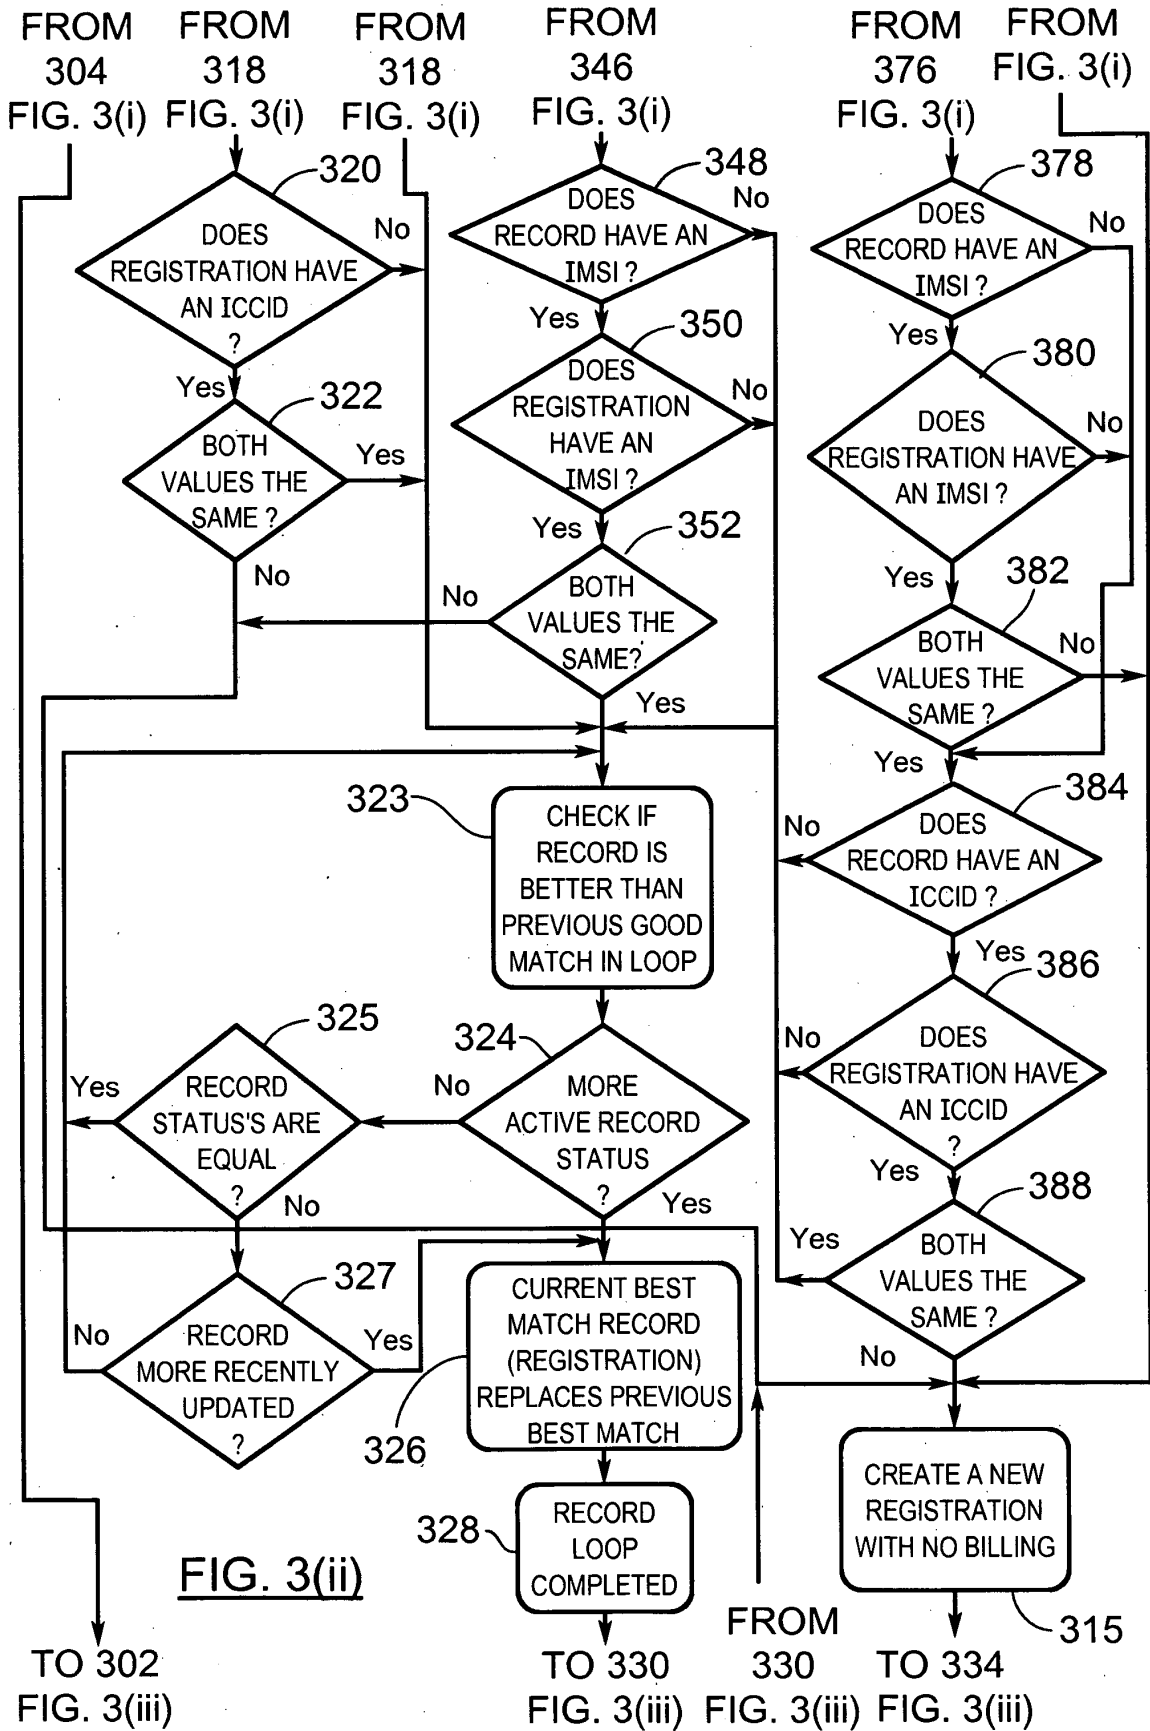 FROM
304
FIG. 3(i)
FROM
318
FIG. 3(i)
FROM
318
FIG. 3(i)
FROM
346
FIG. 3(i)
FROM
376
FIG. 3(i)
FROM
FIG. 3(i)
320
DOES
REGISTRATION HAVE
AN ICCID
?
No
Yes
322
BOTH
VALUES THE
SAME ?
Yes
No
348
DOES
RECORD HAVE AN
IMSI ?
No
Yes
350
DOES
REGISTRATION
HAVE AN
IMSI ?
No
Yes
352
BOTH
VALUES THE
SAME?
No
Yes
378
DOES
RECORD HAVE AN
IMSI ?
No
Yes
380
DOES
REGISTRATION HAVE
AN IMSI ?
No
Yes
382
BOTH
VALUES THE
SAME ?
No
Yes
323
CHECK IF
RECORD IS
BETTER THAN
PREVIOUS GOOD
MATCH IN LOOP
384
DOES
RECORD HAVE AN
ICCID ?
No
Yes
386
DOES
REGISTRATION HAVE
AN ICCID
?
No
Yes
325
RECORD
STATUS'S ARE
EQUAL
?
Yes
No
324
MORE
ACTIVE RECORD
STATUS
?
No
Yes
388
BOTH
VALUES THE
SAME ?
Yes
No
327
RECORD
MORE RECENTLY
UPDATED
?
No
Yes
326
CURRENT BEST
MATCH RECORD
(REGISTRATION)
REPLACES PREVIOUS
BEST MATCH
328
RECORD
LOOP
COMPLETED
CREATE A NEW
REGISTRATION
WITH NO BILLING
315
FIG. 3(ii)
TO 302
FIG. 3(iii)
TO 330
FIG. 3(iii)
FROM
330
FIG. 3(iii)
TO 334
FIG. 3(iii)